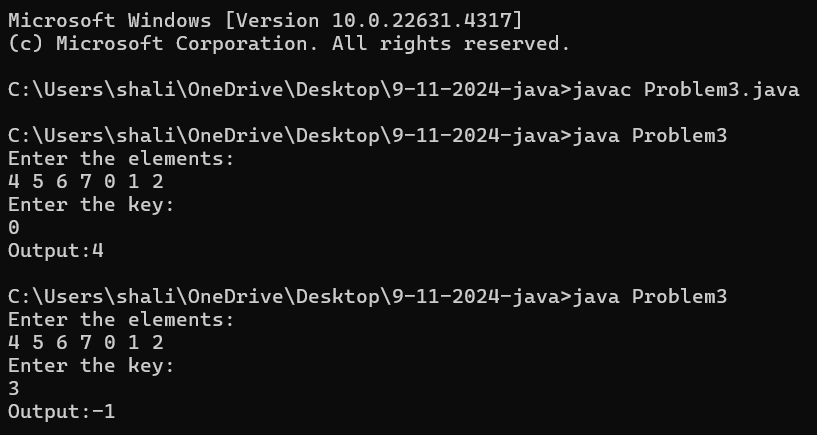 Microsoft Windows [Version 10.0.22631.4317]
(c) Microsoft Corporation. All rights reserved.
C:\Users\shali\OneDrive\Desktop\9-11-2024-java>javac Problem3.java
C:\Users\shali\OneDrive\Desktop\9-11-2024-java>java Problem3
Enter the elements:
4 5 6 7 0 1 2
Enter the key:
0
Output:4
C:\Users\shali\OneDrive\Desktop\9-11-2024-java>java Problem3
Enter the elements:
4 5 6 7 0 1 2
Enter the key:
3
Output:-1